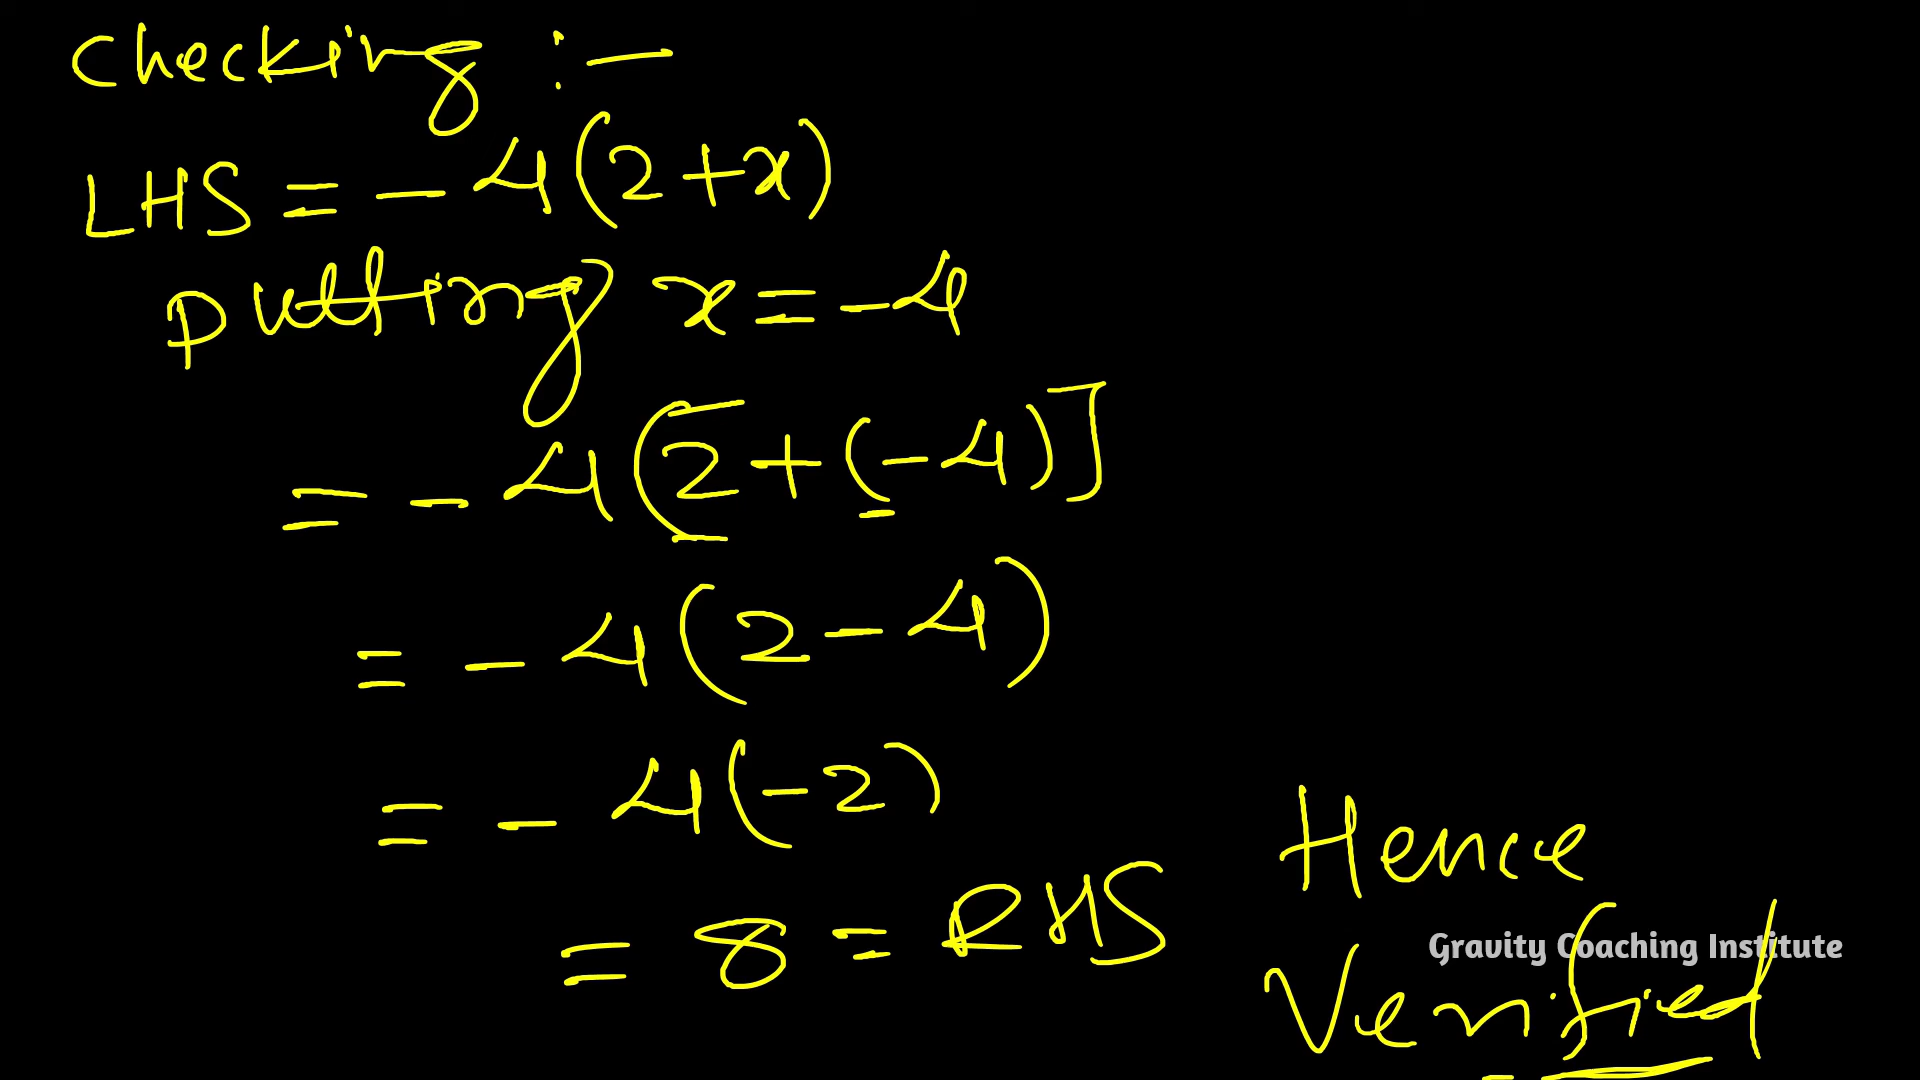 Checking :-
LHS = - 4(2+x)
putting x = -4
= - 4[2 + (-4)]
= - 4(2 - 4)
= - 4(-2)
= 8 = RHS
Hence
Verified
Gravity Coaching Institute